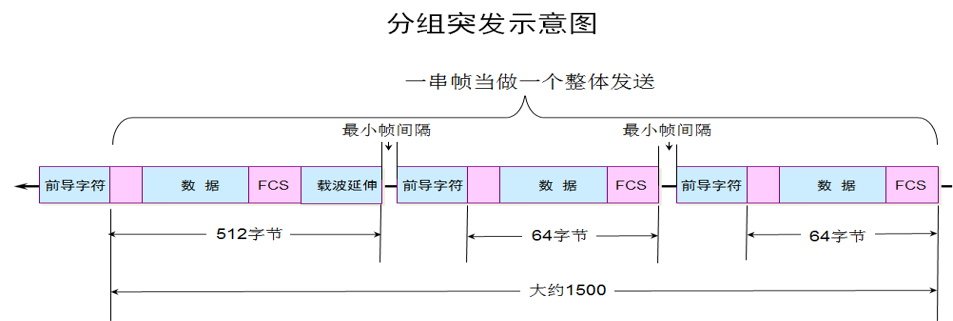 分组突发示意图
一串帧当做一个整体发送
最小帧间隔 最小帧间隔
前导字符 数 据 FCS 载波延伸 前导字符 数 据 FCS 前导字符 数 据 FCS
512字节 64字节 64字节
大约1500